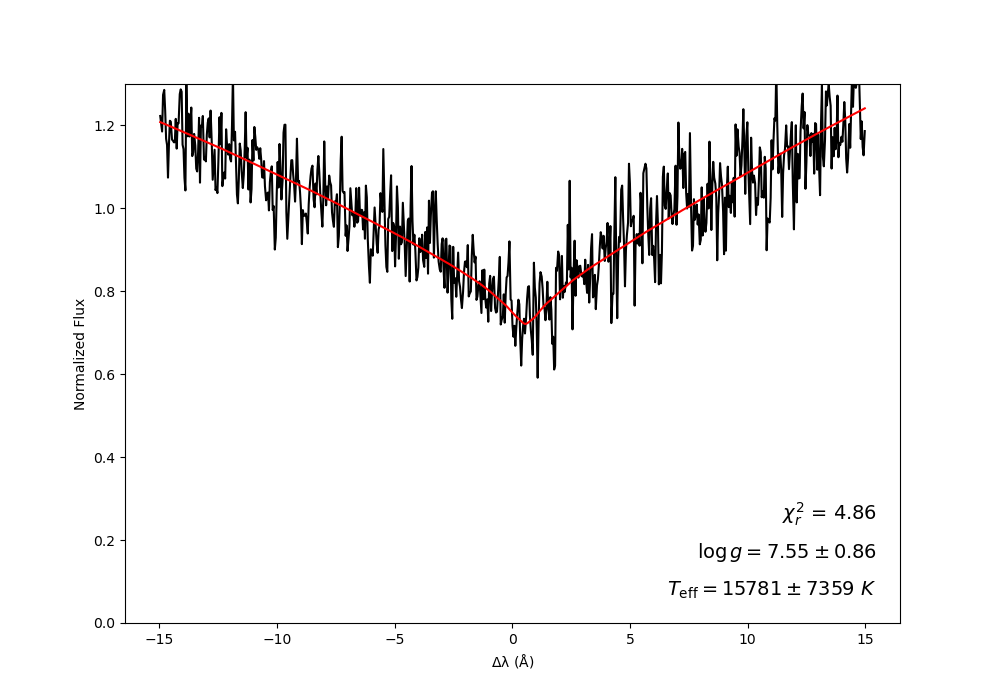 1.2
1.0
0.8
0.6
0.4
0.2
0.0
Normalized Flux
χ²ᵣ = 4.86
log g = 7.55 ± 0.86
T_eff = 15781 ± 7359 K
−15 −10 −5 0 5 10 15
Δλ (Å)